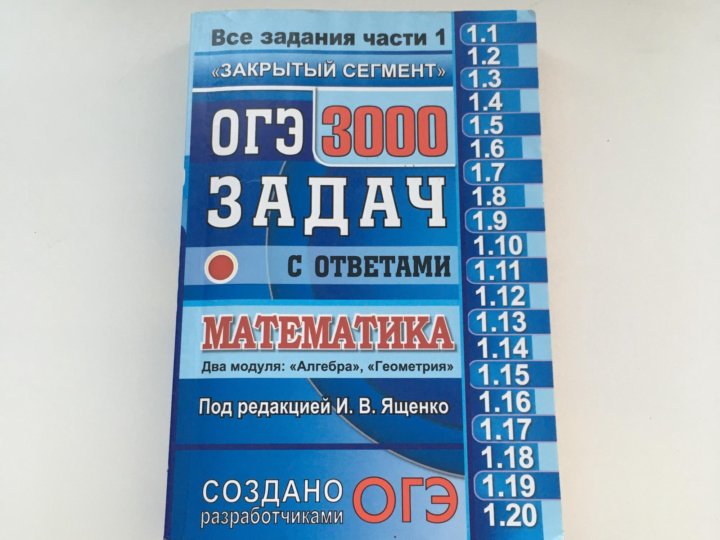 Все задания части 1
«ЗАКРЫТЫЙ СЕГМЕНТ»
ОГЭ 3000
ЗАДАЧ
С ОТВЕТАМИ
МАТЕМАТИКА
Два модуля: «Алгебра», «Геометрия»
Под редакцией И. В. Ященко
СОЗДАНО
разработчиками
ОГЭ
1.1
1.2
1.3
1.4
1.5
1.6
1.7
1.8
1.9
1.10
1.11
1.12
1.13
1.14
1.15
1.16
1.17
1.18
1.19
1.20